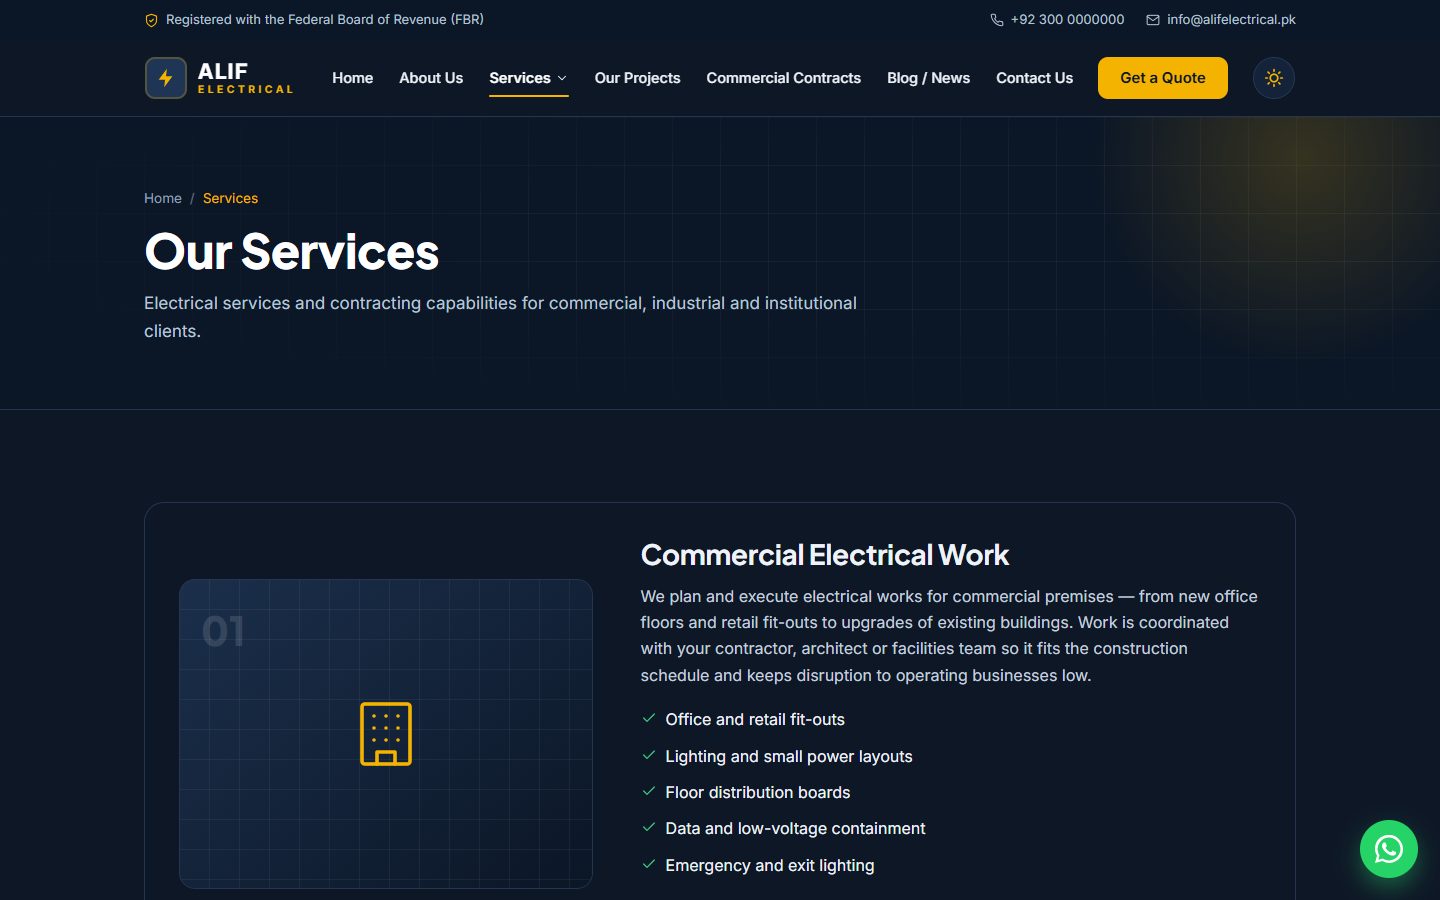 Registered with the Federal Board of Revenue (FBR)
+92 300 0000000
info@alifelectrical.pk
ALIF
ELECTRICAL
Home
About Us
Services
Our Projects
Commercial Contracts
Blog / News
Contact Us
Get a Quote
Home / Services
Our Services
Electrical services and contracting capabilities for commercial, industrial and institutional
clients.
01
Commercial Electrical Work
We plan and execute electrical works for commercial premises — from new office
floors and retail fit-outs to upgrades of existing buildings. Work is coordinated
with your contractor, architect or facilities team so it fits the construction
schedule and keeps disruption to operating businesses low.
Office and retail fit-outs
Lighting and small power layouts
Floor distribution boards
Data and low-voltage containment
Emergency and exit lighting